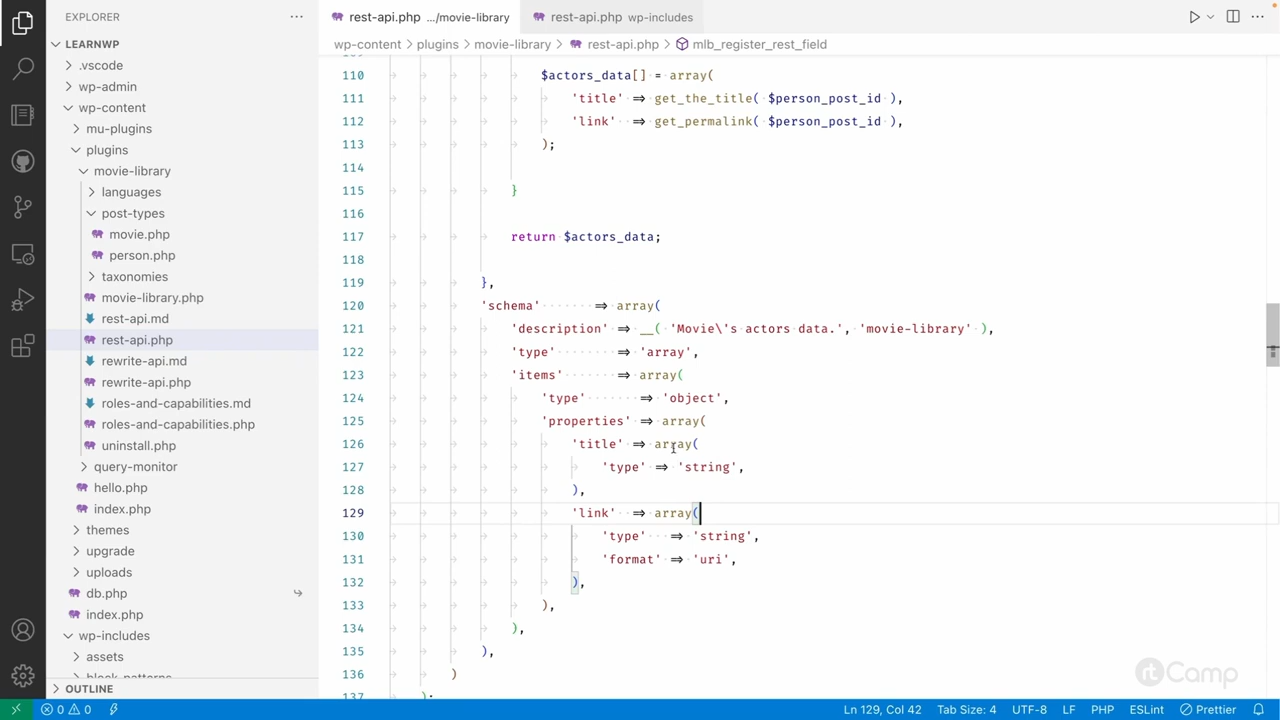 EXPLORER
rest-api.php .../movie-library
rest-api.php wp-includes
LEARNWP
wp-content > plugins > movie-library > rest-api.php > mlb_register_rest_field
.vscode
wp-admin
wp-content
mu-plugins
plugins
movie-library
languages
post-types
movie.php
person.php
taxonomies
movie-library.php
rest-api.md
rest-api.php
rewrite-api.md
rewrite-api.php
roles-and-capabilities.md
roles-and-capabilities.php
uninstall.php
query-monitor
hello.php
index.php
themes
upgrade
uploads
db.php
index.php
wp-includes
assets
block-patterns
OUTLINE
110 $actors_data[] = array(
111 'title' => get_the_title( $person_post_id ),
112 'link' => get_permalink( $person_post_id ),
113 );
114
115 }
116
117 return $actors_data;
118
119 },
120 'schema' => array(
121 'description' => __( 'Movie\'s actors data.', 'movie-library' ),
122 'type' => 'array',
123 'items' => array(
124 'type' => 'object',
125 'properties' => array(
126 'title' => array(
127 'type' => 'string',
128 ),
129 'link' => array(
130 'type' => 'string',
131 'format' => 'uri',
132 ),
133 ),
134 ),
135 ),
136 )
137 );
rtCamp
0 0
Ln 129, Col 42 Tab Size: 4 UTF-8 LF PHP ESLint Prettier